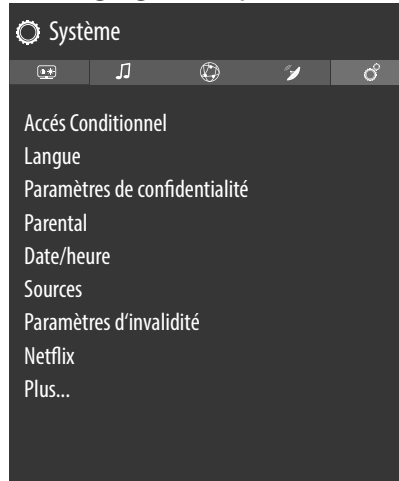 Système
Accés Conditionnel
Langue
Paramètres de confidentialité
Parental
Date/heure
Sources
Paramètres d'invalidité
Netflix
Plus...